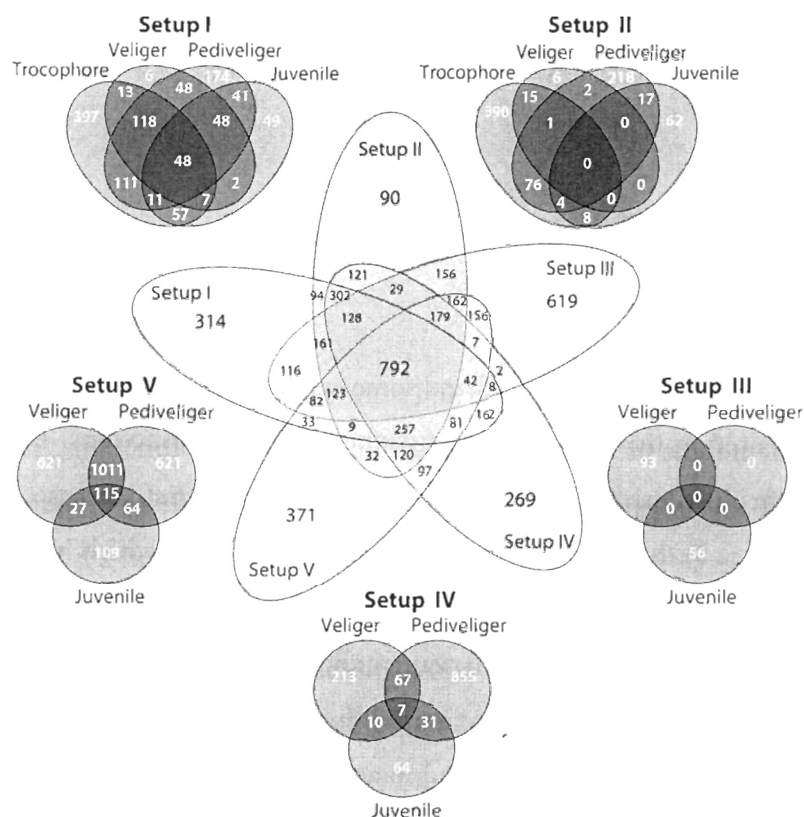 Setup I
Veliger Pediveliger
Trocophore Juvenile
6 174
13 48 41
397 118 48 49
48
111 2
11 7
57
Setup II
Veliger Pediveliger
Trocophore Juvenile
6 218
15 2 17
390 1 0 62
0
76 0
4 0
8
Setup II
90
Setup III
619
Setup I
314
121 156
29
94 302 162
128 179 156
161 7
116 792 2
42 8
123
82 162
33 9 257 81
32 120
97
371
Setup V
269
Setup IV
Setup V
Veliger Pediveliger
621 1011 621
115
27 64
109
Juvenile
Setup III
Veliger Pediveliger
93 0 0
0
0 0
56
Juvenile
Setup IV
Veliger Pediveliger
213 67 855
7
10 31
64
Juvenile